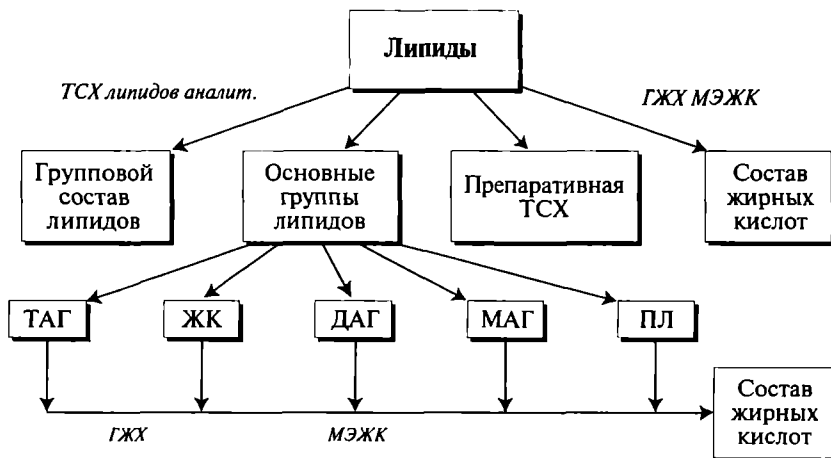 Липиды
ТСХ липидов аналит.
ГЖХ МЭЖК
Групповой
состав
липидов
Основные
группы
липидов
Препаративная
ТСХ
Состав
жирных
кислот
ТАГ
ЖК
ДАГ
МАГ
ПЛ
ГЖХ
МЭЖК
Состав
жирных
кислот